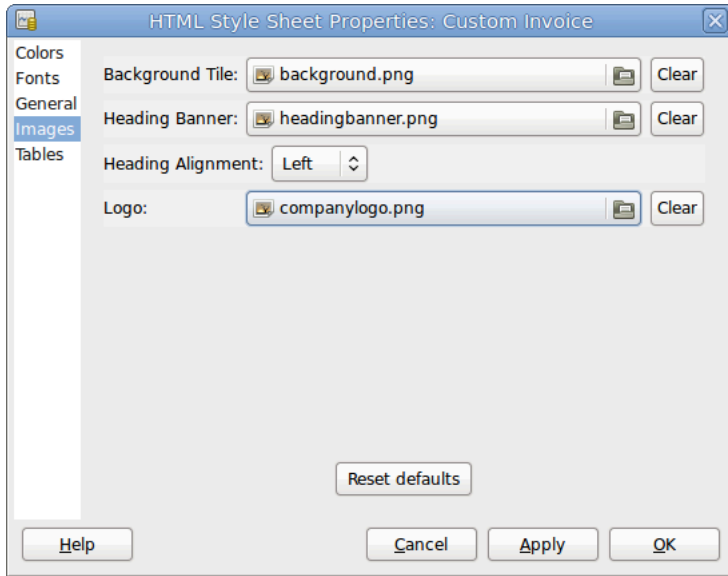 HTML Style Sheet Properties: Custom Invoice
Colors
Fonts
General
Images
Tables
Background Tile: background.png Clear
Heading Banner: headingbanner.png Clear
Heading Alignment: Left
Logo: companylogo.png Clear
Reset defaults
Help Cancel Apply OK